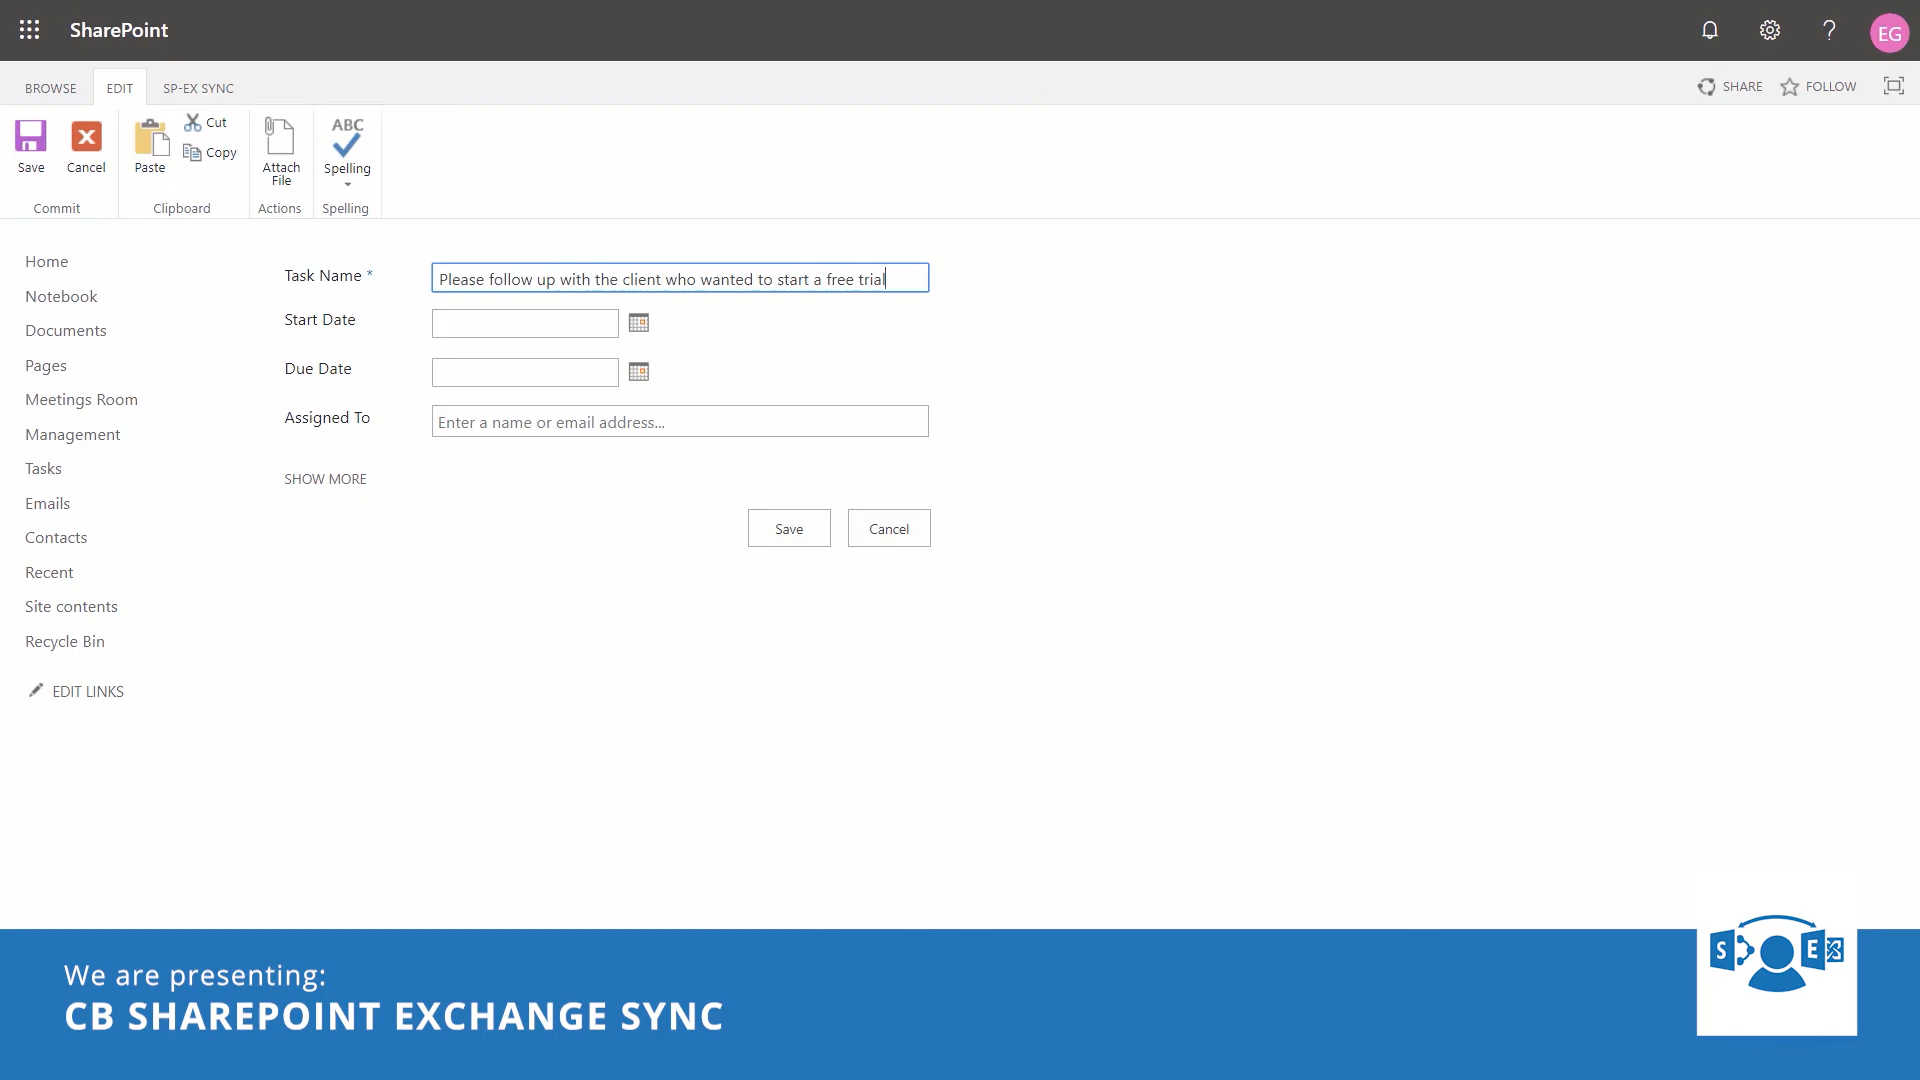 SharePoint
EG
BROWSE EDIT SP-EX SYNC
SHARE FOLLOW
Save Cancel Paste Cut Copy Attach File ABC Spelling
Commit Clipboard Actions Spelling
Home
Notebook
Documents
Pages
Meetings Room
Management
Tasks
Emails
Contacts
Recent
Site contents
Recycle Bin
EDIT LINKS
Task Name * Please follow up with the client who wanted to start a free trial
Start Date
Due Date
Assigned To Enter a name or email address...
SHOW MORE
Save Cancel
We are presenting:
CB SHAREPOINT EXCHANGE SYNC
S E